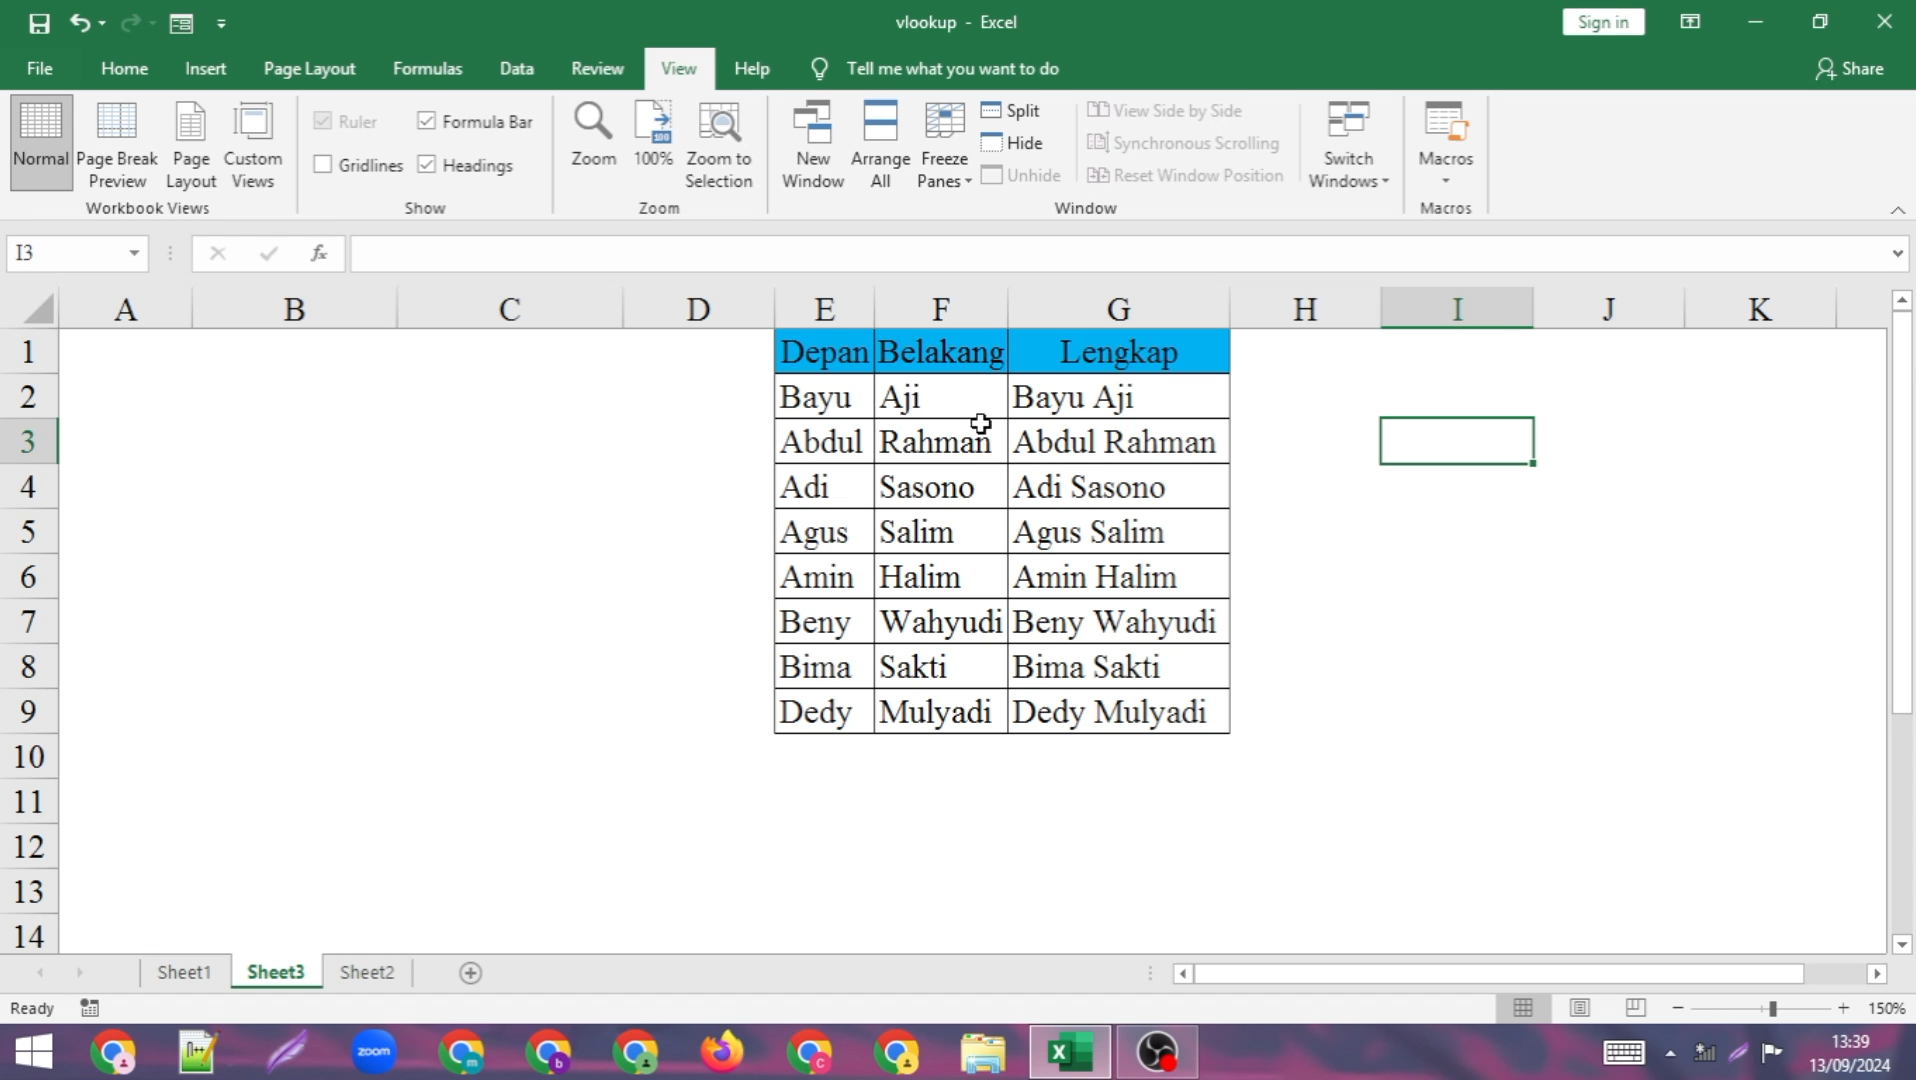 vlookup - Excel
Sign in
File Home Insert Page Layout Formulas Data Review View Help Tell me what you want to do Share
Normal
Page Break Preview
Page Layout
Custom Views
Workbook Views
Ruler
Formula Bar
Gridlines
Headings
Show
Zoom
100%
Zoom to Selection
Zoom
New Window
Arrange All
Freeze Panes
Split
Hide
Unhide
View Side by Side
Synchronous Scrolling
Reset Window Position
Window
Switch Windows
Macros
Macros
I3
fx
A B C D E F G H I J K
1 Depan Belakang Lengkap
2 Bayu Aji Bayu Aji
3 Abdul Rahman Abdul Rahman
4 Adi Sasono Adi Sasono
5 Agus Salim Agus Salim
6 Amin Halim Amin Halim
7 Beny Wahyudi Beny Wahyudi
8 Bima Sakti Bima Sakti
9 Dedy Mulyadi Dedy Mulyadi
10
11
12
13
14
Sheet1 Sheet3 Sheet2
Ready
150%
zoom
13:39
13/09/2024